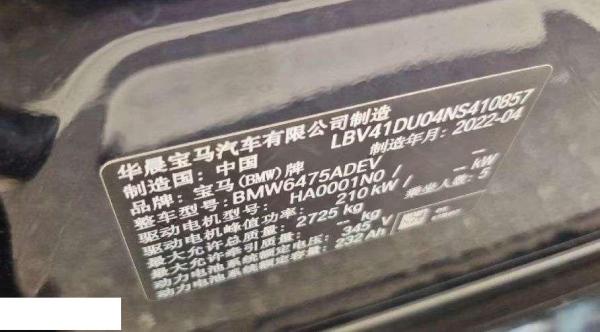 华晨宝马汽车有限公司制造
制造国: 中国 LBV41DU04NS410857
品牌: 宝马(BMW)牌 制造年月: 2022-04
整车型号: BMW6475ADEV
驱动电机型号: HA0001N0 /
驱动电机峰值功率: 210 kW / -- kW
最大允许总质量: 2725 kg 乘坐人数: 5
最大允许牵引质量: -- kg
动力电池系统额定电压: 345 V
动力电池系统额定容量: 232 Ah